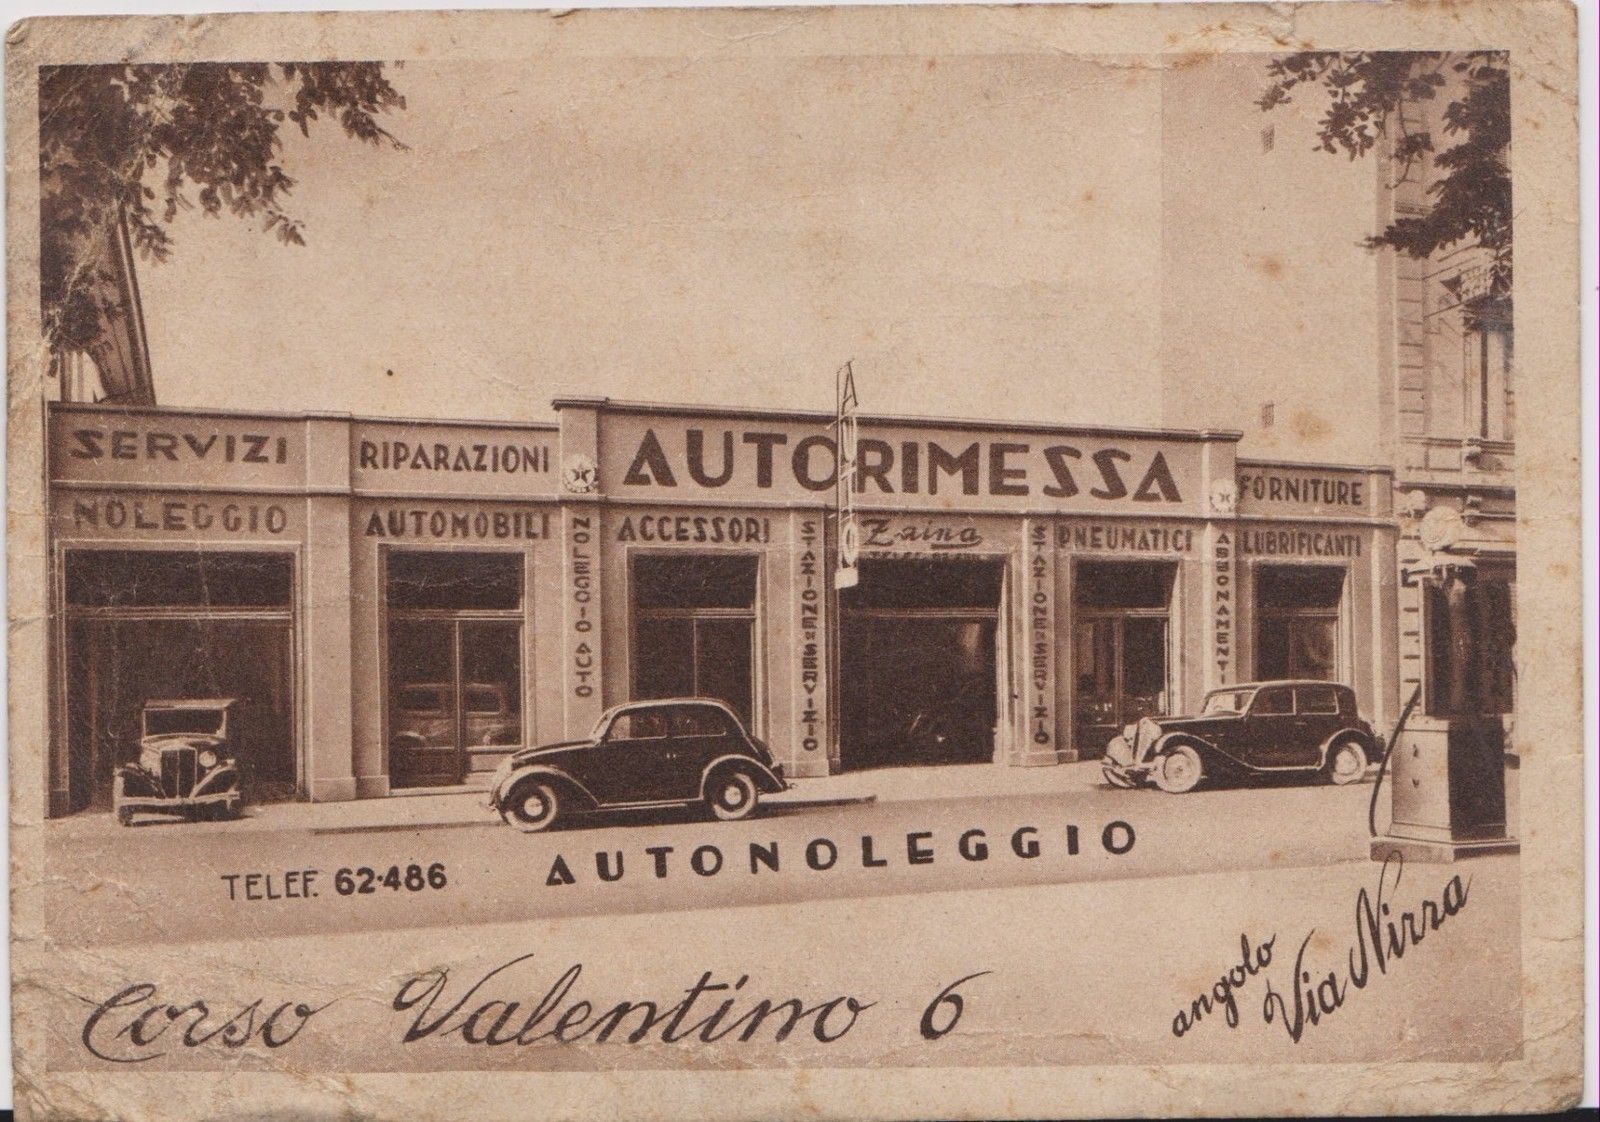 SERVIZI
RIPARAZIONI
AUTORIMESSA
FORNITURE
NOLEGGIO
AUTOMOBILI
NOLEGGIO AUTO
ACCESSORI
STAZIONE DI SERVIZIO
Zaina
STAZIONE DI SERVIZIO
PNEUMATICI
ABBONAMENTI
LUBRIFICANTI
TELEF. 62·486
AUTONOLEGGIO
Corso Valentino 6
angolo
Via Nizza